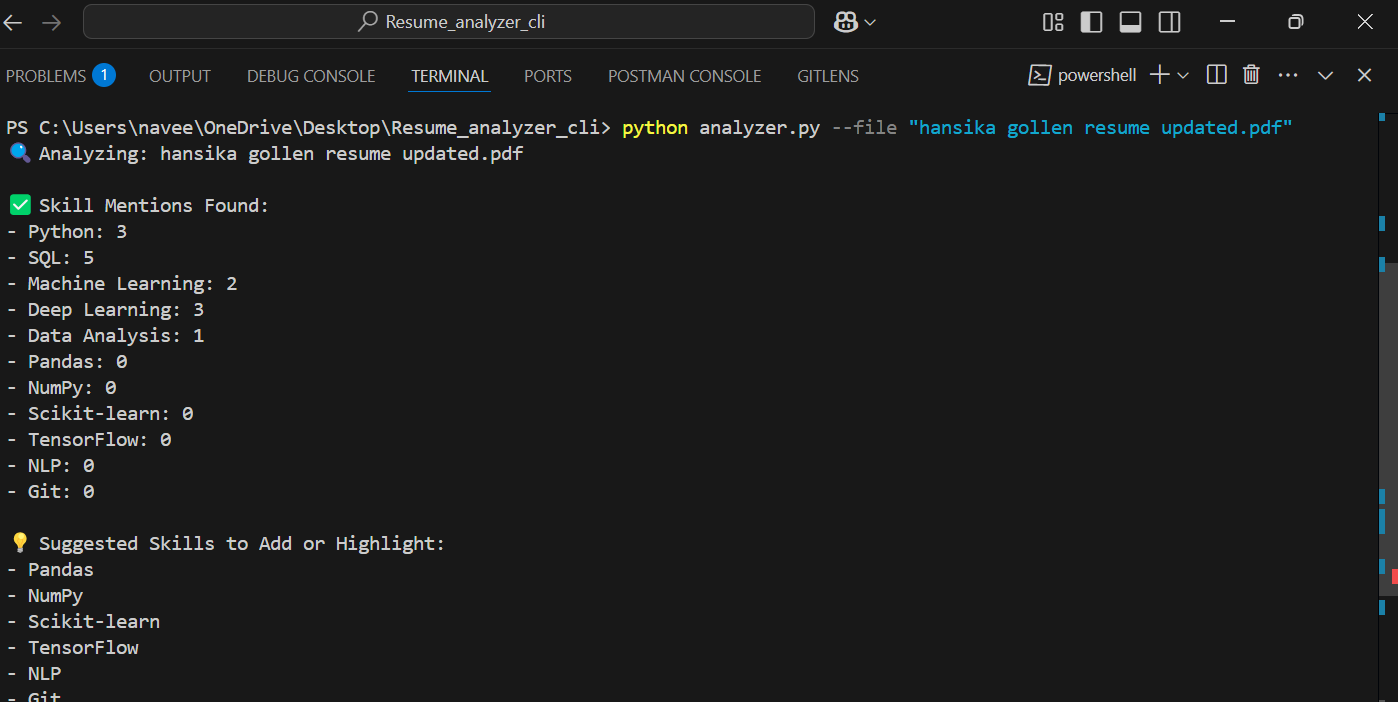 Resume_analyzer_cli
PROBLEMS 1 OUTPUT DEBUG CONSOLE TERMINAL PORTS POSTMAN CONSOLE GITLENS powershell
PS C:\Users\navee\OneDrive\Desktop\Resume_analyzer_cli> python analyzer.py --file "hansika gollen resume updated.pdf"
🔍 Analyzing: hansika gollen resume updated.pdf
✅ Skill Mentions Found:
- Python: 3
- SQL: 5
- Machine Learning: 2
- Deep Learning: 3
- Data Analysis: 1
- Pandas: 0
- NumPy: 0
- Scikit-learn: 0
- TensorFlow: 0
- NLP: 0
- Git: 0
💡 Suggested Skills to Add or Highlight:
- Pandas
- NumPy
- Scikit-learn
- TensorFlow
- NLP
- Git